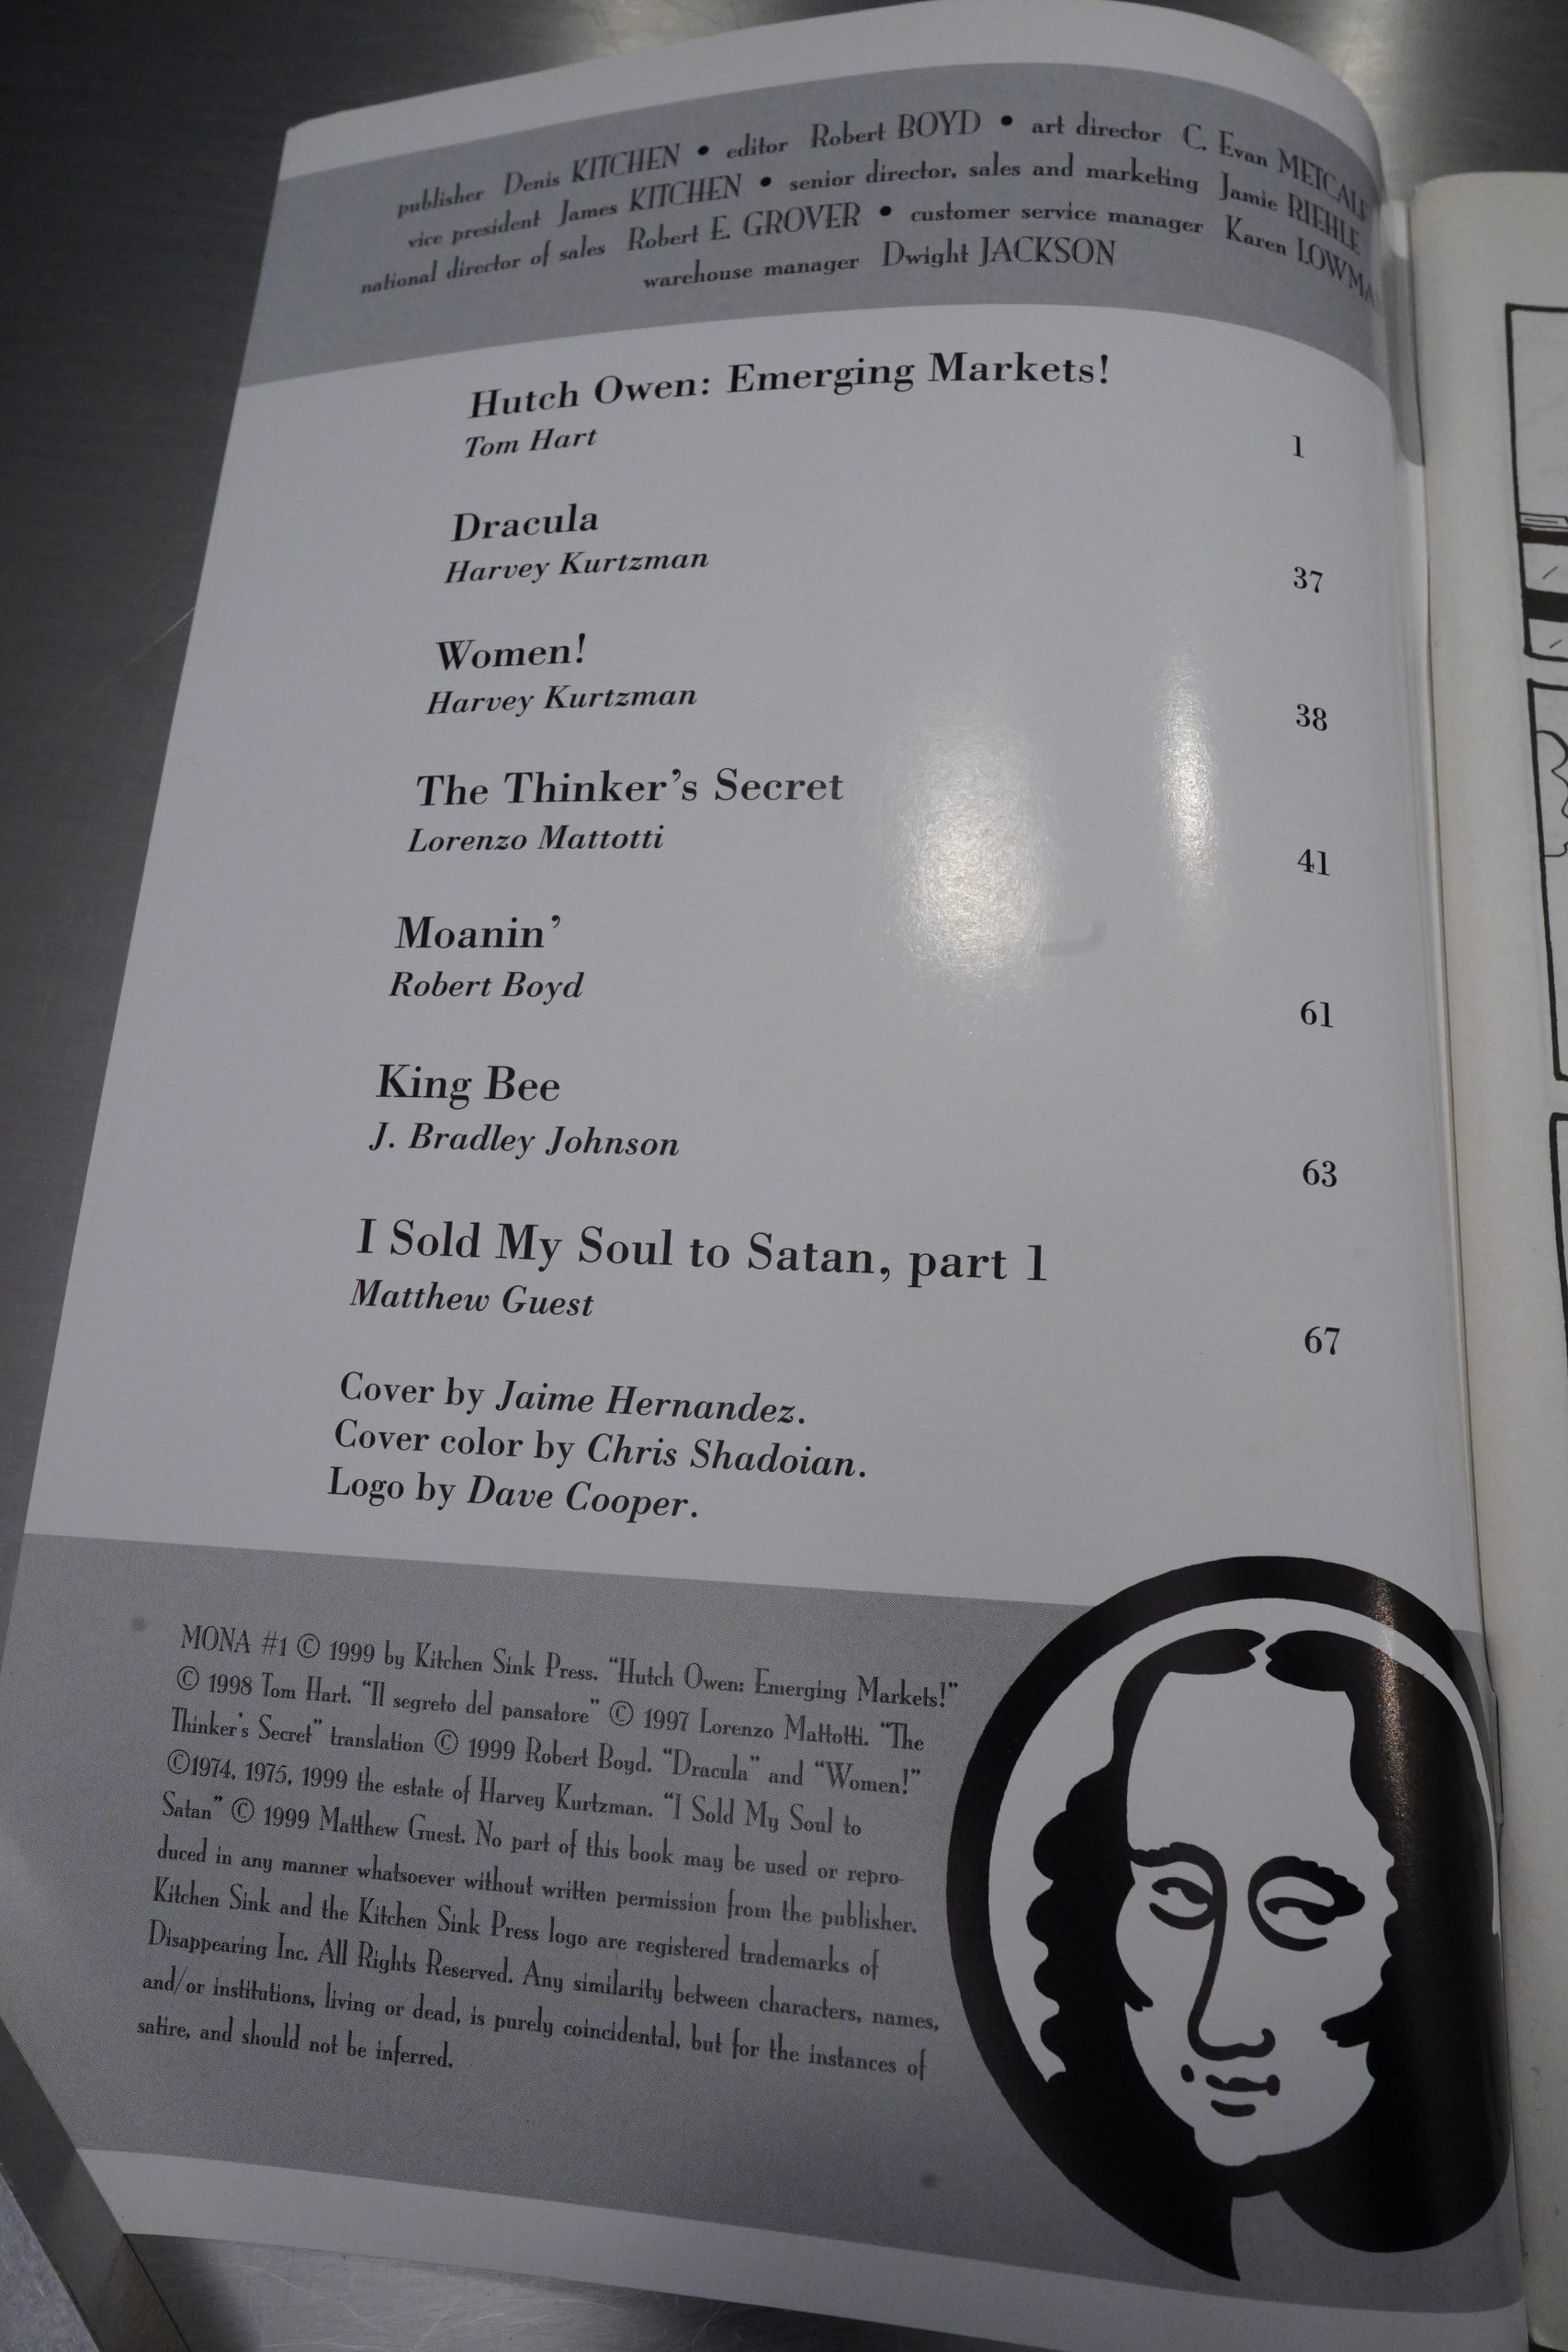 publisher Denis KITCHEN • editor Robert BOYD • art director C. Evan METCALF
vice president James KITCHEN • senior director, sales and marketing Jamie RIEHLE
national director of sales Robert E. GROVER • customer service manager Karen
warehouse manager Dwight JACKSON
Hutch Owen: Emerging Markets!
Tom Hart
1
Dracula
Harvey Kurtzman
37
Women!
Harvey Kurtzman
38
The Thinker's Secret
Lorenzo Mattotti
41
Moanin'
Robert Boyd
61
King Bee
J. Bradley Johnson
63
I Sold My Soul to Satan, part 1
Matthew Guest
67
Cover by Jaime Hernandez.
Cover color by Chris Shadoian.
Logo by Dave Cooper.
MONA #1 © 1999 by Kitchen Sink Press. "Hutch Owen: Emerging Markets!"
© 1998 Tom Hart. "Il segreto del pansatore" © 1997 Lorenzo Mattotti. "The
Thinker's Secret" translation © 1999 Robert Boyd. "Dracula" and "Women!"
©1974, 1975, 1999 the estate of Harvey Kurtzman. "I Sold My Soul to
Satan" © 1999 Matthew Guest. No part of this book may be used or repro-
duced in any manner whatsoever without written permission from the publisher.
Kitchen Sink and the Kitchen Sink Press logo are registered trademarks of
Disappearing Inc. All Rights Reserved. Any similarity between characters, names,
and/or institutions, living or dead, is purely coincidental, but for the instances of
satire, and should not be inferred.